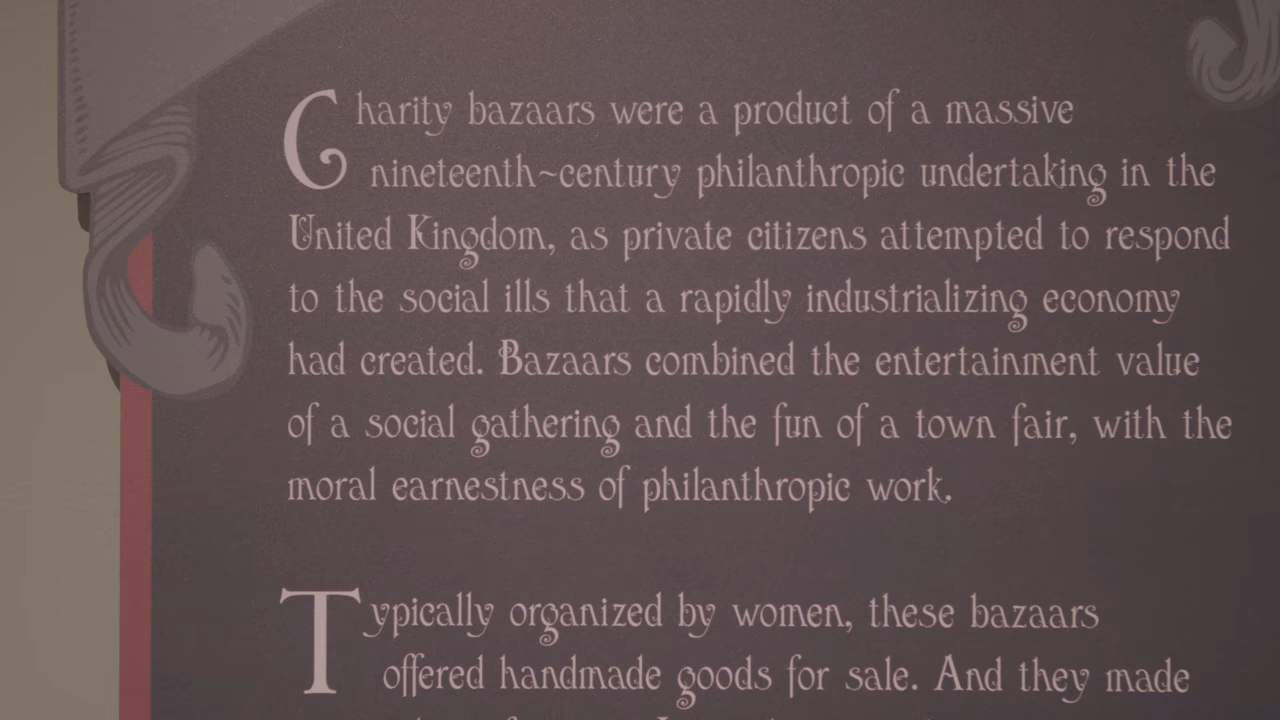 Charity bazaars were a product of a massive
nineteenth~century philanthropic undertaking in the
United Kingdom, as private citizens attempted to respond
to the social ills that a rapidly industrializing economy
had created. Bazaars combined the entertainment value
of a social gathering and the fun of a town fair, with the
moral earnestness of philanthropic work.
Typically organized by women, these bazaars
offered handmade goods for sale. And they made